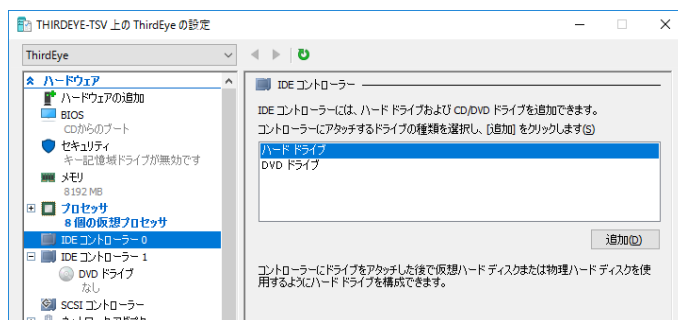 THIRDEYE-TSV 上の ThirdEye の設定
ThirdEye
ハードウェア
ハードウェアの追加
BIOS
CDからのブート
セキュリティ
キー記憶域ドライブが無効です
メモリ
8192 MB
プロセッサ
8 個の仮想プロセッサ
IDE コントローラー 0
IDE コントローラー 1
DVD ドライブ
なし
SCSI コントローラー
IDE コントローラー
IDE コントローラーには、ハード ドライブおよび CD/DVD ドライブを追加できます。
コントローラーにアタッチするドライブの種類を選択し、[追加] をクリックします(S)
ハード ドライブ
DVD ドライブ
追加(D)
コントローラーにドライブをアタッチした後で仮想ハード ディスクまたは物理ハード ディスクを使
用するようにハード ドライブを構成できます。